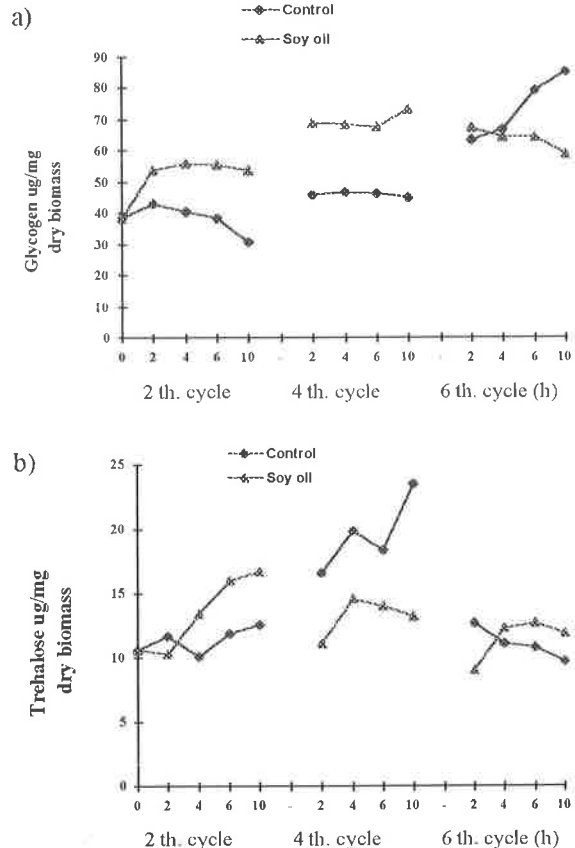 a)
Control
Soy oil
90
80
70
60
50
40
30
20
10
0
Glycogen ug/mg
dry biomass
0 2 4 6 10 - 2 4 6 10 - 2 4 6 10
2 th. cycle 4 th. cycle 6 th. cycle (h)
b)
Control
Soy oil
25
20
15
10
5
0
Trehalose ug/mg
dry biomass
0 2 4 6 10 - 2 4 6 10 - 2 4 6 10
2 th. cycle 4 th. cycle 6 th. cycle (h)